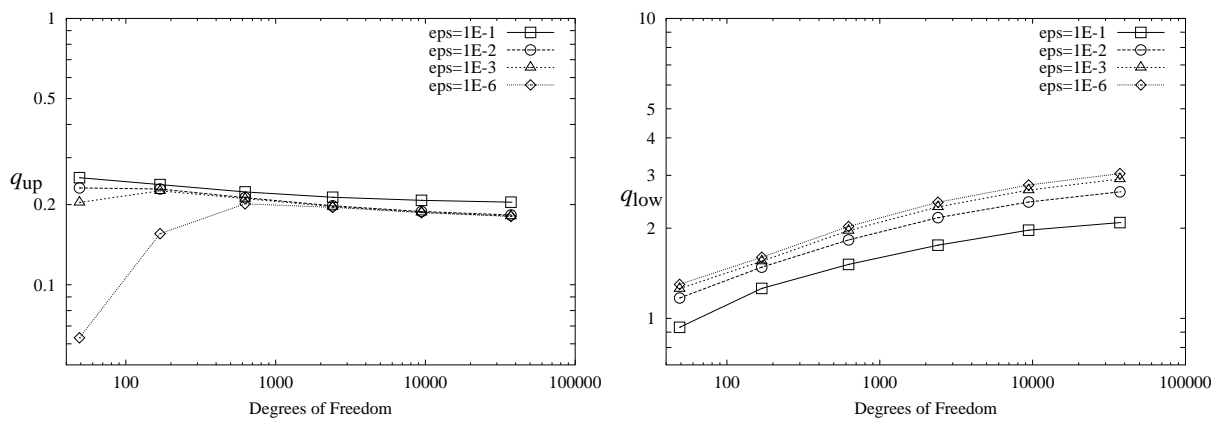 1
0.5
0.2
0.1
q_up
eps=1E-1
eps=1E-2
eps=1E-3
eps=1E-6
100 1000 10000 100000
Degrees of Freedom
10
5
4
3
2
1
q_low
eps=1E-1
eps=1E-2
eps=1E-3
eps=1E-6
100 1000 10000 100000
Degrees of Freedom